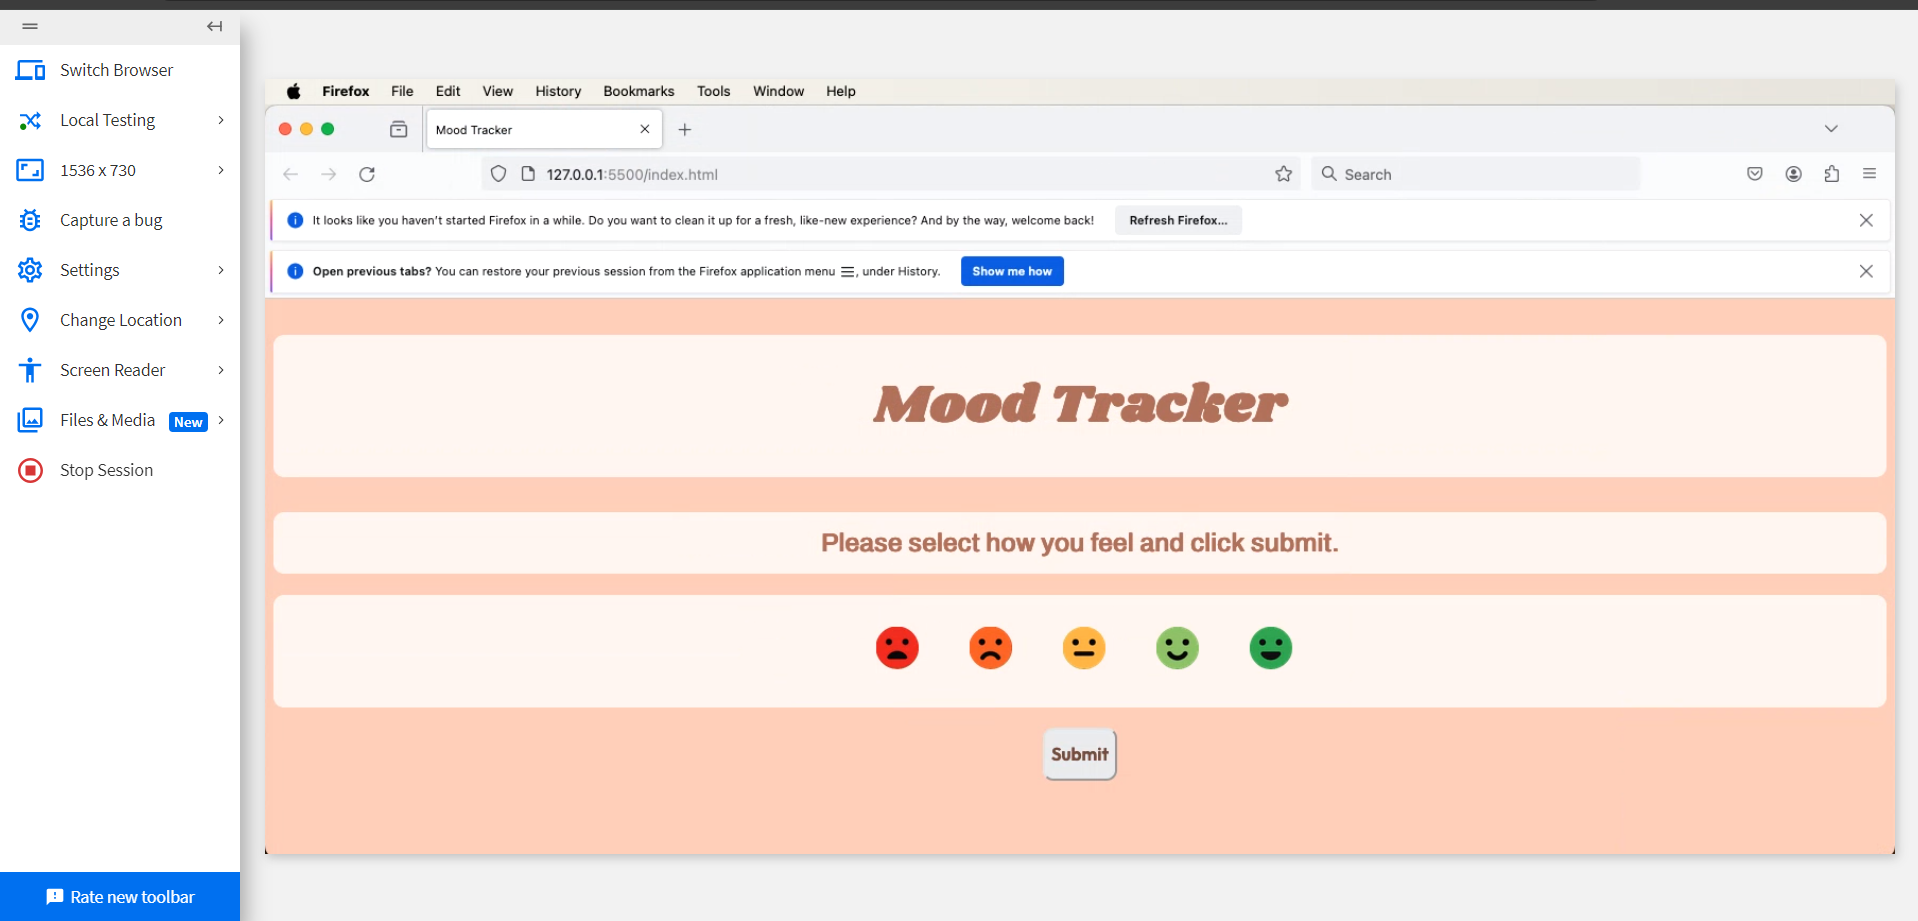 Switch Browser
Local Testing
1536 x 730
Capture a bug
Settings
Change Location
Screen Reader
Files & Media New
Stop Session
Rate new toolbar
Firefox File Edit View History Bookmarks Tools Window Help
Mood Tracker
127.0.0.1:5500/index.html
Search
It looks like you haven't started Firefox in a while. Do you want to clean it up for a fresh, like-new experience? And by the way, welcome back! Refresh Firefox...
Open previous tabs? You can restore your previous session from the Firefox application menu ☰, under History. Show me how
Mood Tracker
Please select how you feel and click submit.
Submit